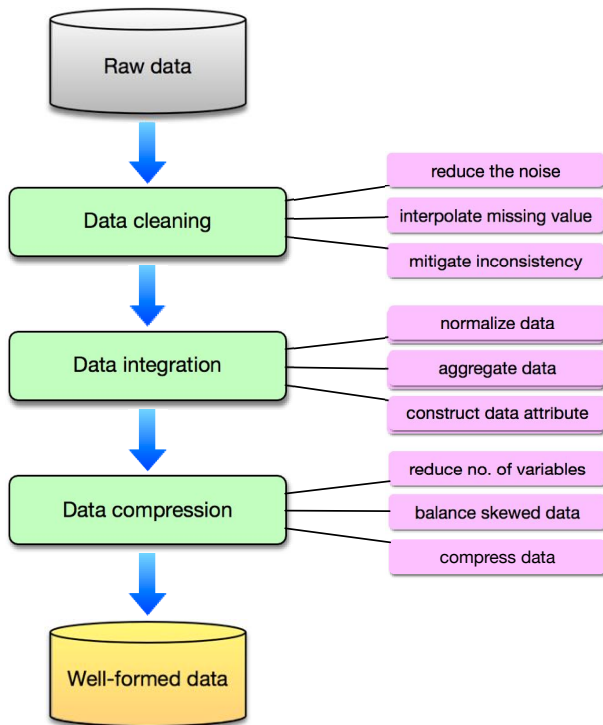 Raw data
Data cleaning
reduce the noise
interpolate missing value
mitigate inconsistency
Data integration
normalize data
aggregate data
construct data attribute
Data compression
reduce no. of variables
balance skewed data
compress data
Well-formed data